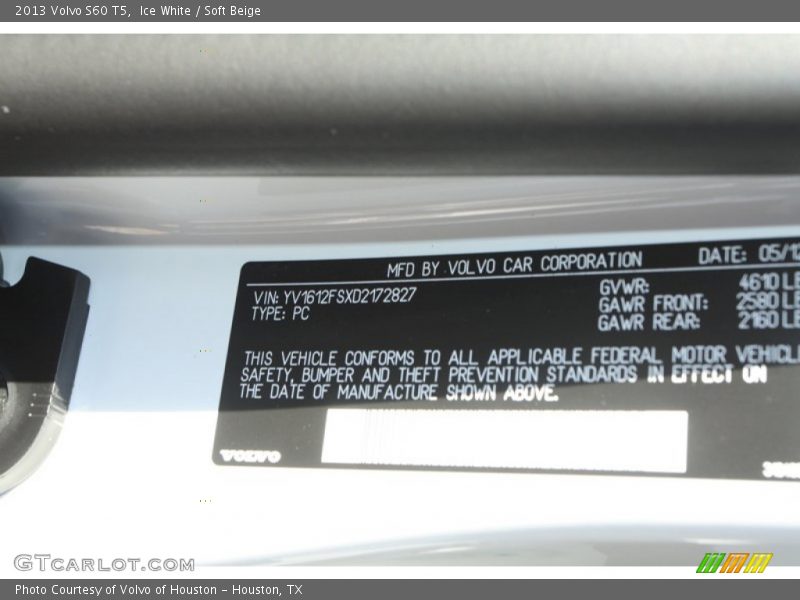 2013 Volvo S60 T5, Ice White / Soft Beige
MFD BY VOLVO CAR CORPORATION DATE: 05/12
VIN: YV1612FSXD2172827 GVWR: 4610 LB
TYPE: PC GAWR FRONT: 2580 LB
GAWR REAR: 2160 LB
THIS VEHICLE CONFORMS TO ALL APPLICABLE FEDERAL MOTOR VEHICLE
SAFETY, BUMPER AND THEFT PREVENTION STANDARDS IN EFFECT ON
THE DATE OF MANUFACTURE SHOWN ABOVE.
VOLVO
GTCARLOT.COM
Photo Courtesy of Volvo of Houston - Houston, TX